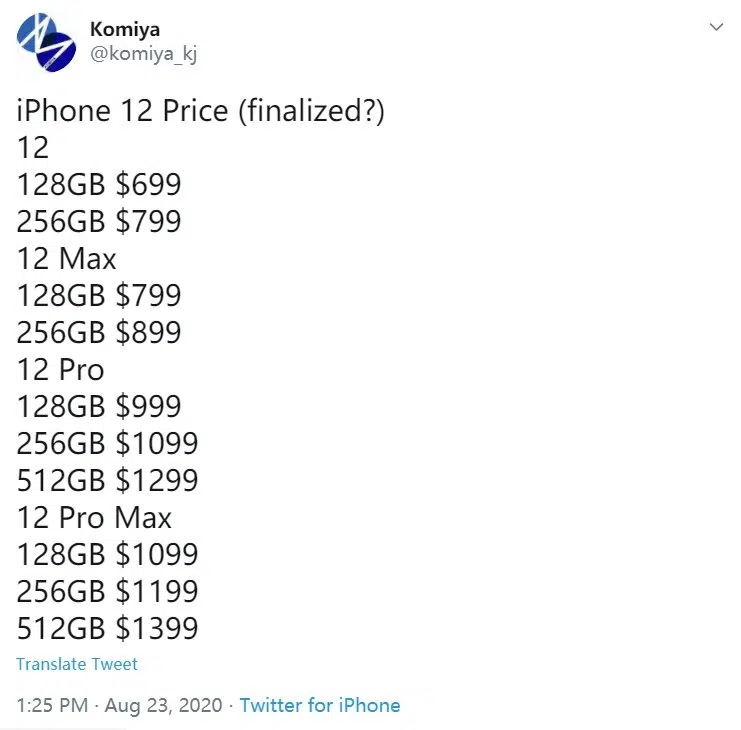 Komiya
@komiya_kj
iPhone 12 Price (finalized?)
12
128GB $699
256GB $799
12 Max
128GB $799
256GB $899
12 Pro
128GB $999
256GB $1099
512GB $1299
12 Pro Max
128GB $1099
256GB $1199
512GB $1399
Translate Tweet
1:25 PM · Aug 23, 2020 · Twitter for iPhone